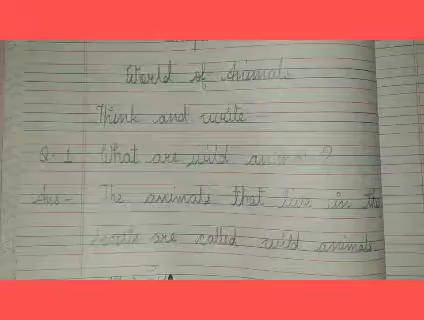 World of Animals
Think and write
Q.1 What are wild animals?
Ans- The animals that live in the
forests are called wild animals.